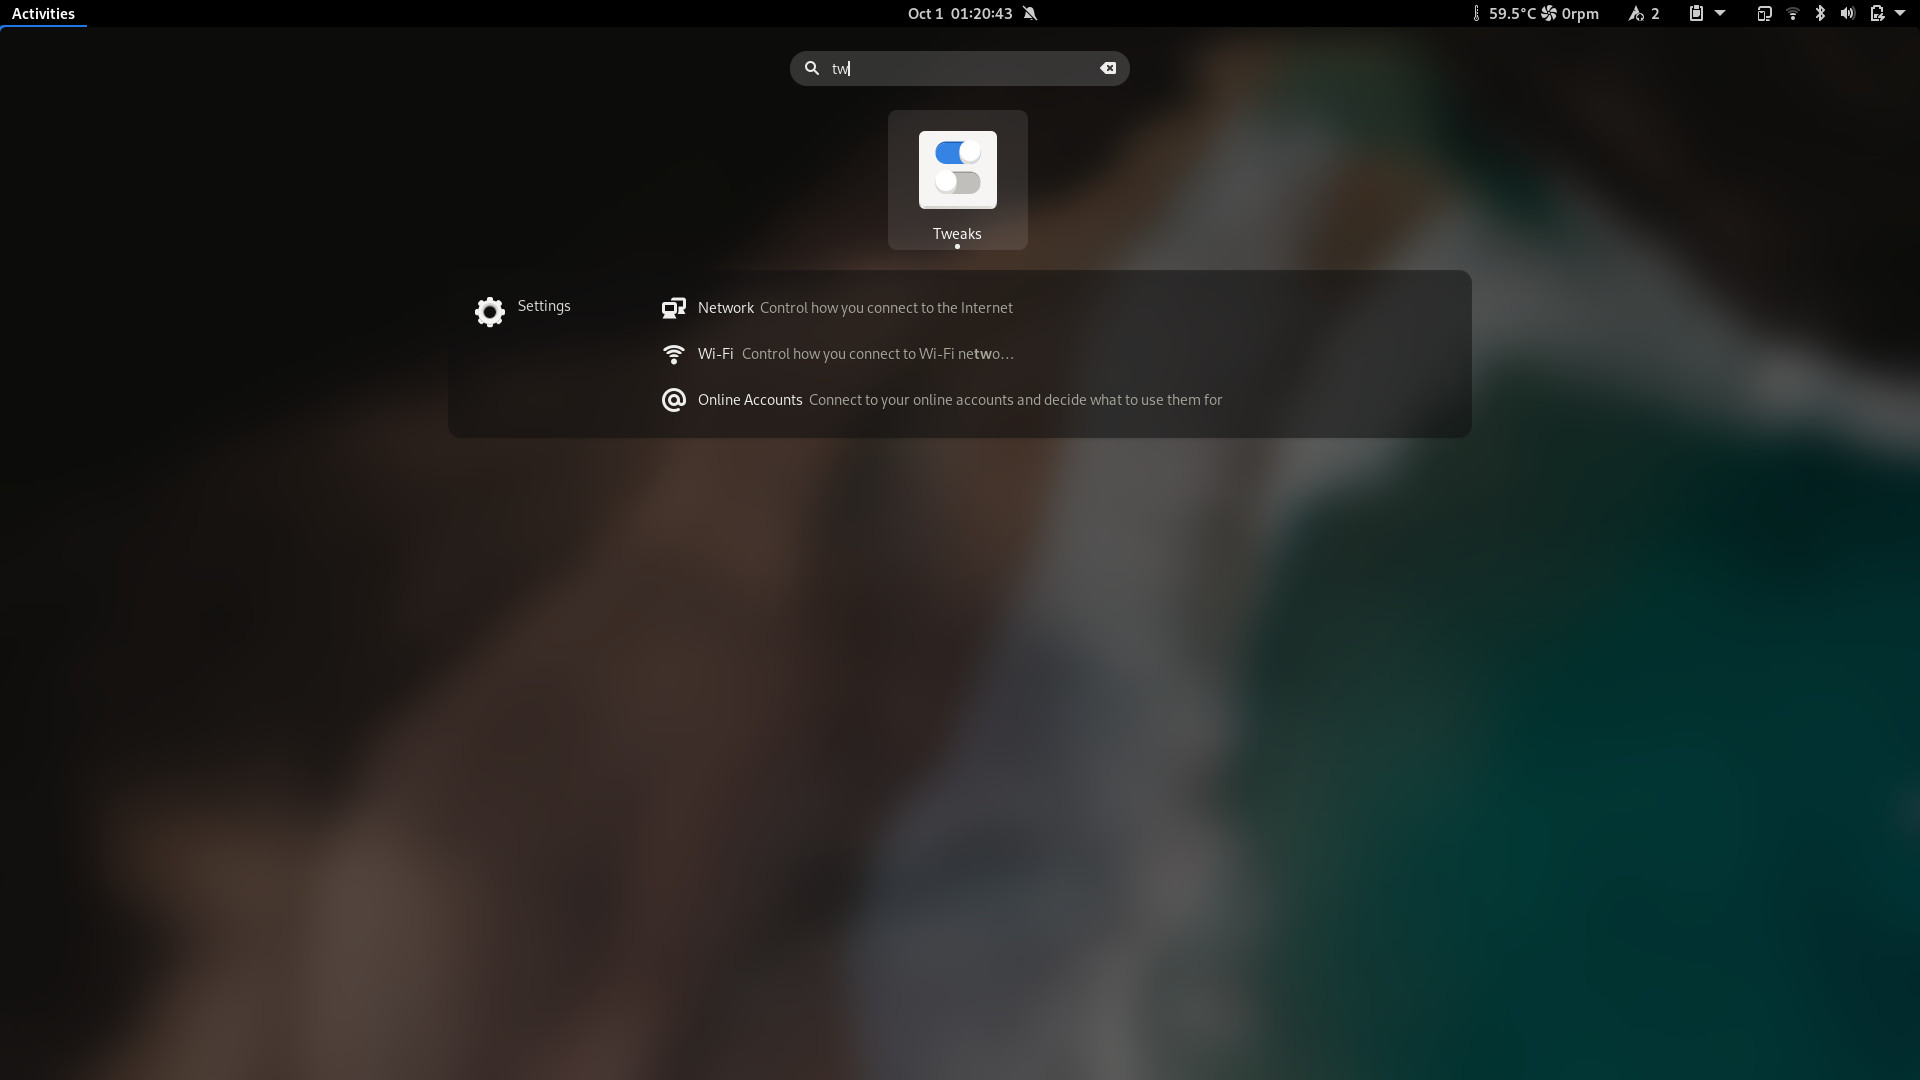 Activities
Oct 1 01:20:43
59.5°C 0rpm 2
tw
Tweaks
Settings
Network Control how you connect to the Internet
Wi-Fi Control how you connect to Wi-Fi netwo…
Online Accounts Connect to your online accounts and decide what to use them for